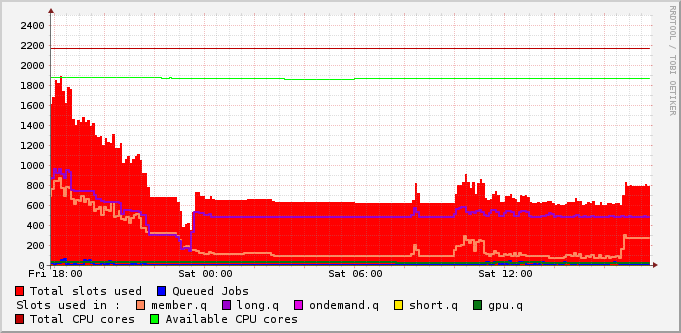 RRDTOOL / TOBI OETIKER
2400
2200
2000
1800
1600
1400
1200
1000
800
600
400
200
0
Fri 18:00 Sat 00:00 Sat 06:00 Sat 12:00
Total slots used Queued Jobs
Slots used in : member.q long.q ondemand.q short.q gpu.q
Total CPU cores Available CPU cores